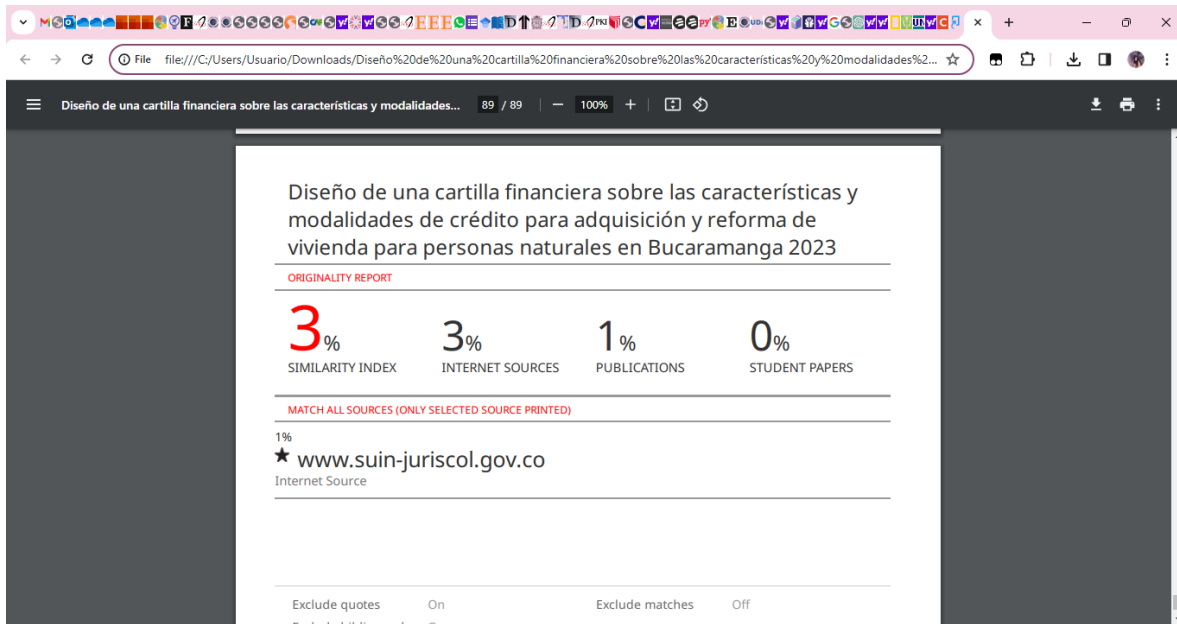 File file:///C:/Users/Usuario/Downloads/Diseño%20de%20una%20cartilla%20financiera%20sobre%20las%20características%20y%20modalidades%2...
Diseño de una cartilla financiera sobre las características y modalidades... 89 / 89 100%
Diseño de una cartilla financiera sobre las características y
modalidades de crédito para adquisición y reforma de
vivienda para personas naturales en Bucaramanga 2023
ORIGINALITY REPORT
3% 3% 1% 0%
SIMILARITY INDEX INTERNET SOURCES PUBLICATIONS STUDENT PAPERS
MATCH ALL SOURCES (ONLY SELECTED SOURCE PRINTED)
1%
www.suin-juriscol.gov.co
Internet Source
Exclude quotes On Exclude matches Off